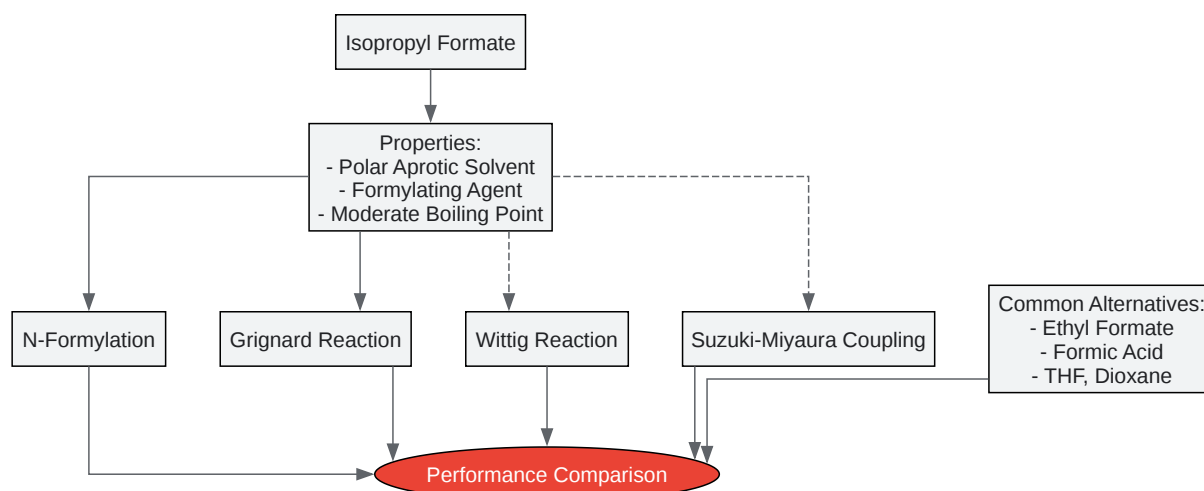 Isopropyl Formate
Properties:
- Polar Aprotic Solvent
- Formylating Agent
- Moderate Boiling Point
N-Formylation
Grignard Reaction
Wittig Reaction
Suzuki-Miyaura Coupling
Common Alternatives:
- Ethyl Formate
- Formic Acid
- THF, Dioxane
Performance Comparison